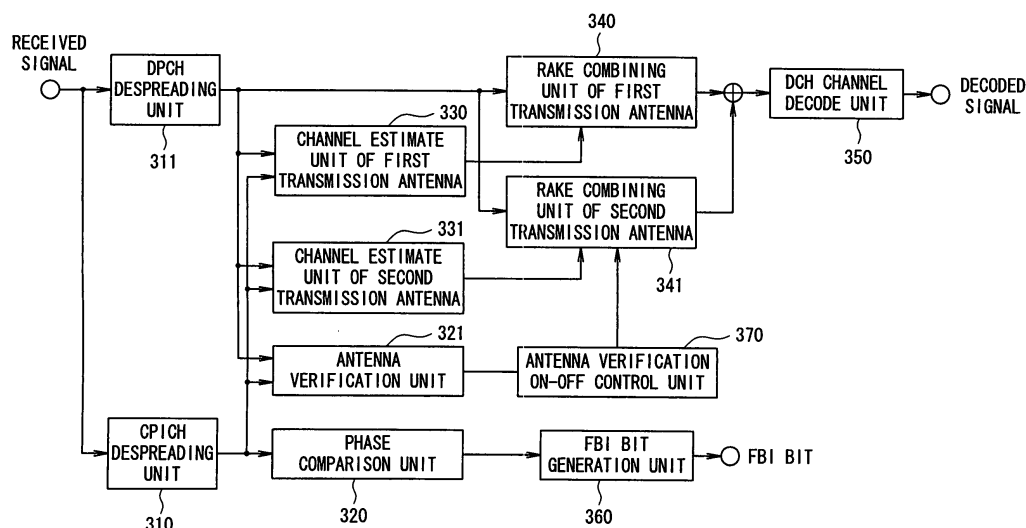 RECEIVED
SIGNAL
DPCH
DESPREADING
UNIT
311
340
RAKE COMBINING
UNIT OF FIRST
TRANSMISSION ANTENNA
DCH CHANNEL
DECODE UNIT
350
DECODED
SIGNAL
330
CHANNEL ESTIMATE
UNIT OF FIRST
TRANSMISSION ANTENNA
RAKE COMBINING
UNIT OF SECOND
TRANSMISSION ANTENNA
341
331
CHANNEL ESTIMATE
UNIT OF SECOND
TRANSMISSION ANTENNA
321
ANTENNA
VERIFICATION UNIT
370
ANTENNA VERIFICATION
ON-OFF CONTROL UNIT
CPICH
DESPREADING
UNIT
310
PHASE
COMPARISON UNIT
320
FBI BIT
GENERATION UNIT
360
FBI BIT